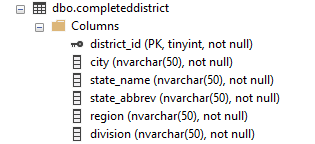 dbo.completeddistrict
Columns
district_id (PK, tinyint, not null)
city (nvarchar(50), not null)
state_name (nvarchar(50), not null)
state_abbrev (nvarchar(50), not null)
region (nvarchar(50), not null)
division (nvarchar(50), not null)